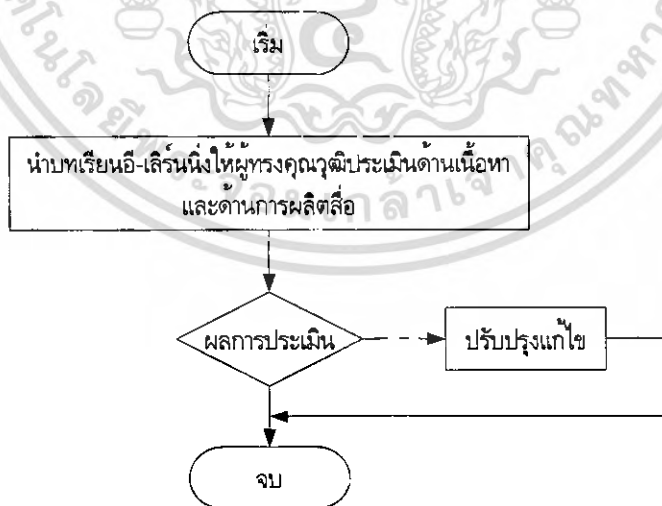 เริ่ม
นำบทเรียนอี-เลิร์นนิ่งให้ผู้ทรงคุณวุฒิประเมินด้านเนื้อหา
และด้านการผลิตสื่อ
ผลการประเมิน
ปรับปรุงแก้ไข
จบ